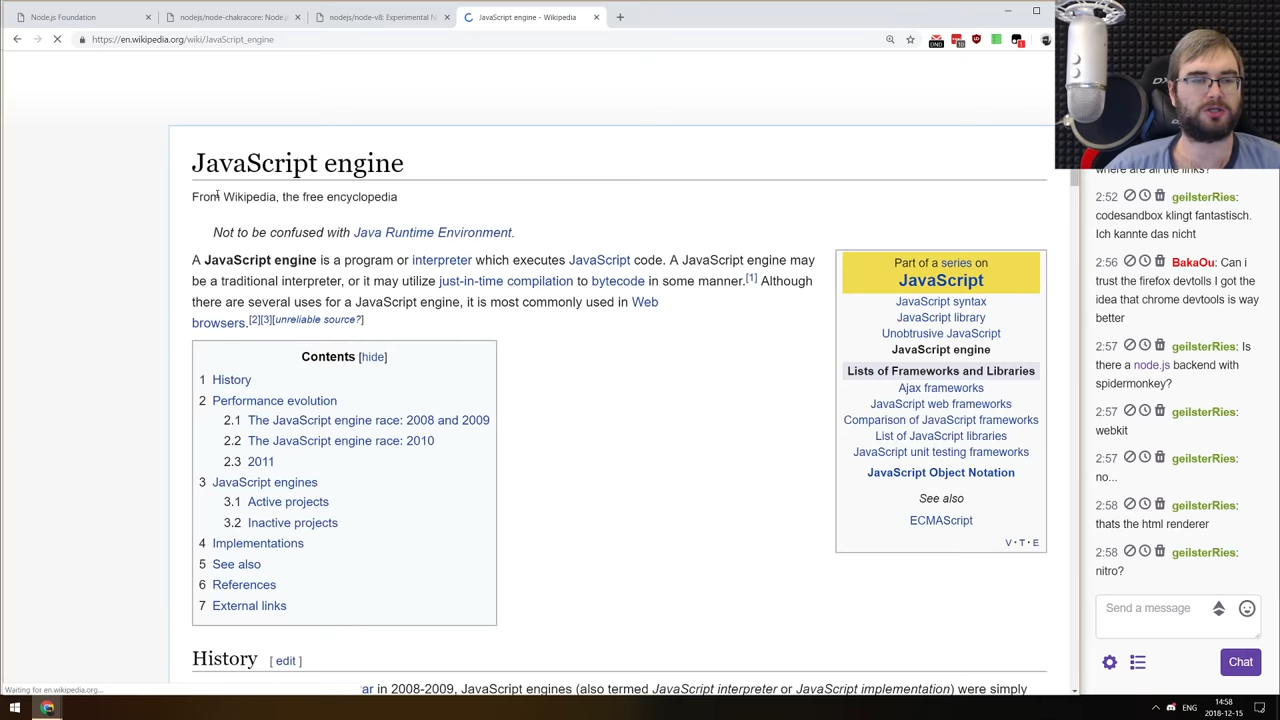 Node.js Foundation
nodejs/node-chakracore: Node.j
nodejs/node-v8: Experimental N
JavaScript engine - Wikipedia
https://en.wikipedia.org/wiki/JavaScript_engine
JavaScript engine
From Wikipedia, the free encyclopedia
Not to be confused with Java Runtime Environment.
A JavaScript engine is a program or interpreter which executes JavaScript code. A JavaScript engine may
be a traditional interpreter, or it may utilize just-in-time compilation to bytecode in some manner.[1] Although
there are several uses for a JavaScript engine, it is most commonly used in Web
browsers.[2][3][unreliable source?]
Contents [hide]
1 History
2 Performance evolution
2.1 The JavaScript engine race: 2008 and 2009
2.2 The JavaScript engine race: 2010
2.3 2011
3 JavaScript engines
3.1 Active projects
3.2 Inactive projects
4 Implementations
5 See also
6 References
7 External links
History [ edit ]
ar in 2008-2009, JavaScript engines (also termed JavaScript interpreter or JavaScript implementation) were simply
Part of a series on
JavaScript
JavaScript syntax
JavaScript library
Unobtrusive JavaScript
JavaScript engine
Lists of Frameworks and Libraries
Ajax frameworks
JavaScript web frameworks
Comparison of JavaScript frameworks
List of JavaScript libraries
JavaScript unit testing frameworks
JavaScript Object Notation
See also
ECMAScript
V · T · E
where are all the links?
2:52 geilsterRies:
codesandbox klingt fantastisch.
Ich kannte das nicht
2:56 BakaOu: Can i
trust the firefox devtolls I got the
idea that chrome devtools is way
better
2:57 geilsterRies: Is
there a node.js backend with
spidermonkey?
2:57 geilsterRies:
webkit
2:57 geilsterRies:
no...
2:58 geilsterRies:
thats the html renderer
2:58 geilsterRies:
nitro?
Send a message
Chat
Waiting for en.wikipedia.org...
ENG
14:58
2018-12-15